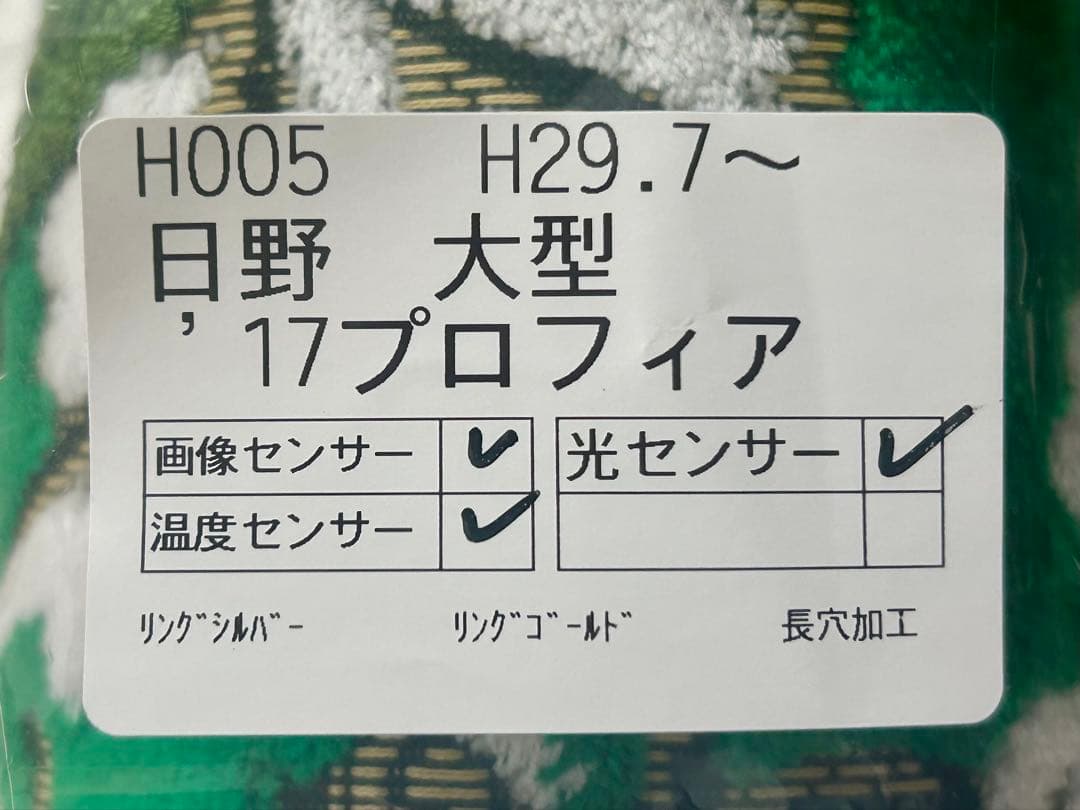 H005 H29.7～
日野 大型
’17プロフィア
画像センサー ✓ 光センサー ✓
温度センサー ✓
ﾘﾝｸﾞｼﾙﾊﾞｰ ﾘﾝｸﾞｺﾞｰﾙﾄﾞ 長穴加工